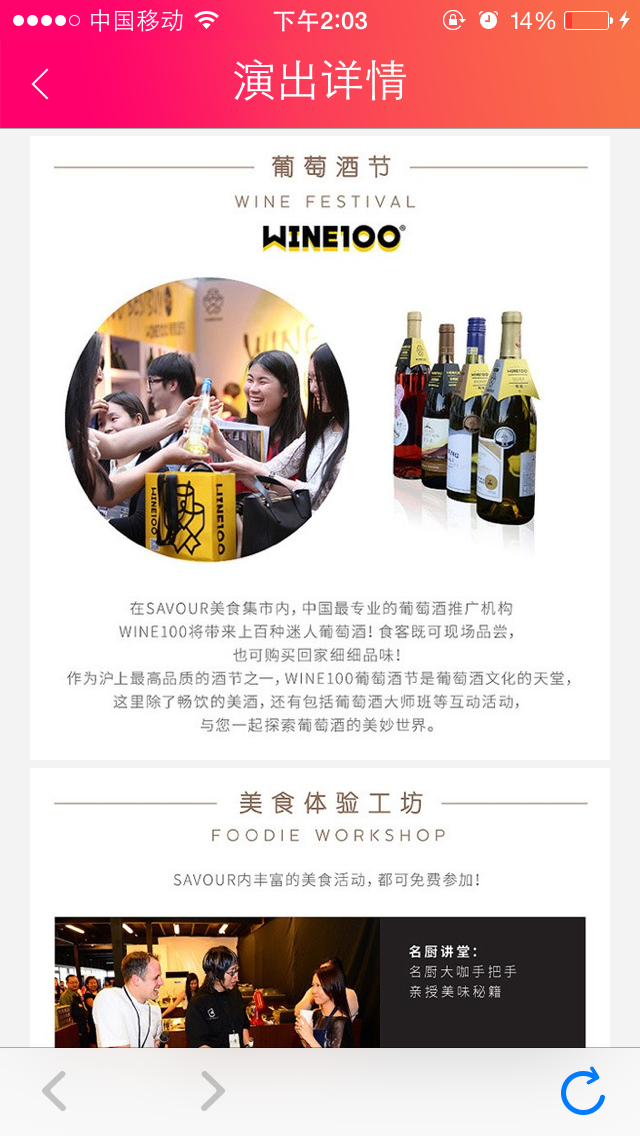 中国移动
下午2:03
14%
演出详情
葡萄酒节
WINE FESTIVAL
WINE100®
WINE100
WINE100
在SAVOUR美食集市内，中国最专业的葡萄酒推广机构
WINE100将带来上百种迷人葡萄酒！食客既可现场品尝，
也可购买回家细细品味！
作为沪上最高品质的酒节之一，WINE100葡萄酒节是葡萄酒文化的天堂，
这里除了畅饮的美酒，还有包括葡萄酒大师班等互动活动，
与您一起探索葡萄酒的美妙世界。
美食体验工坊
FOODIE WORKSHOP
SAVOUR内丰富的美食活动，都可免费参加！
名厨讲堂：
名厨大咖手把手
亲授美味秘籍